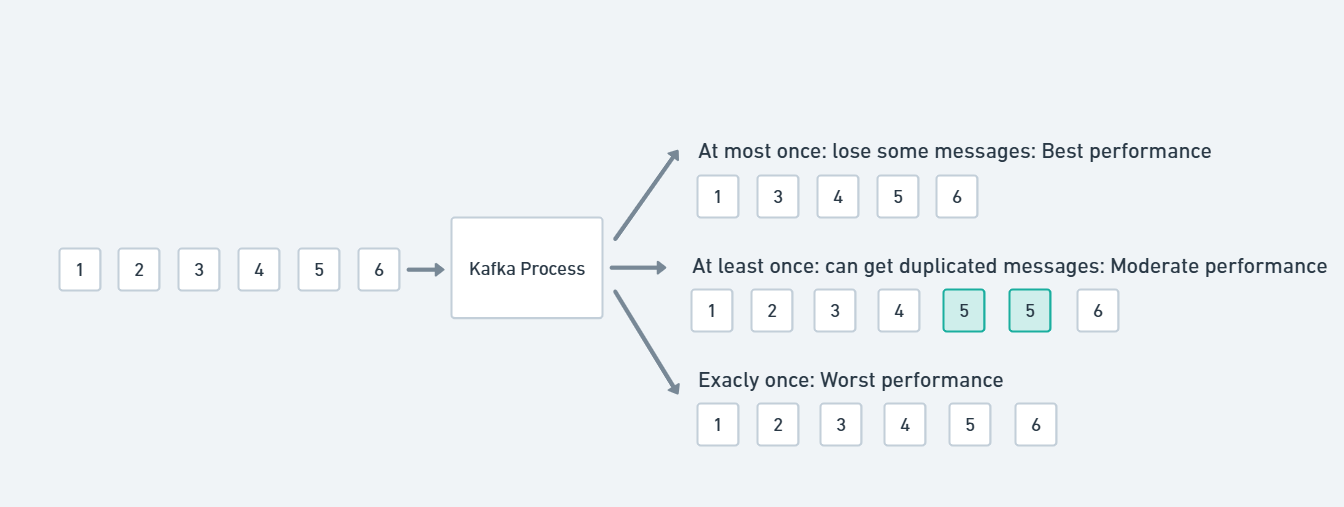 At most once: lose some messages: Best performance
1 3 4 5 6
1 2 3 4 5 6
Kafka Process
At least once: can get duplicated messages: Moderate performance
1 2 3 4 5 5 6
Exacly once: Worst performance
1 2 3 4 5 6